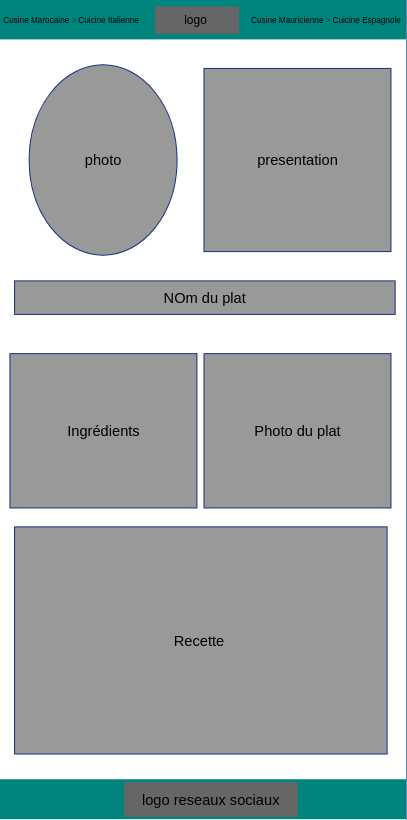 Cusine Marocaine > Cuicine Italienne
logo
Cusine Mauricienne > Cuicine Espagnole
photo
presentation
NOm du plat
Ingrédients
Photo du plat
Recette
logo reseaux sociaux